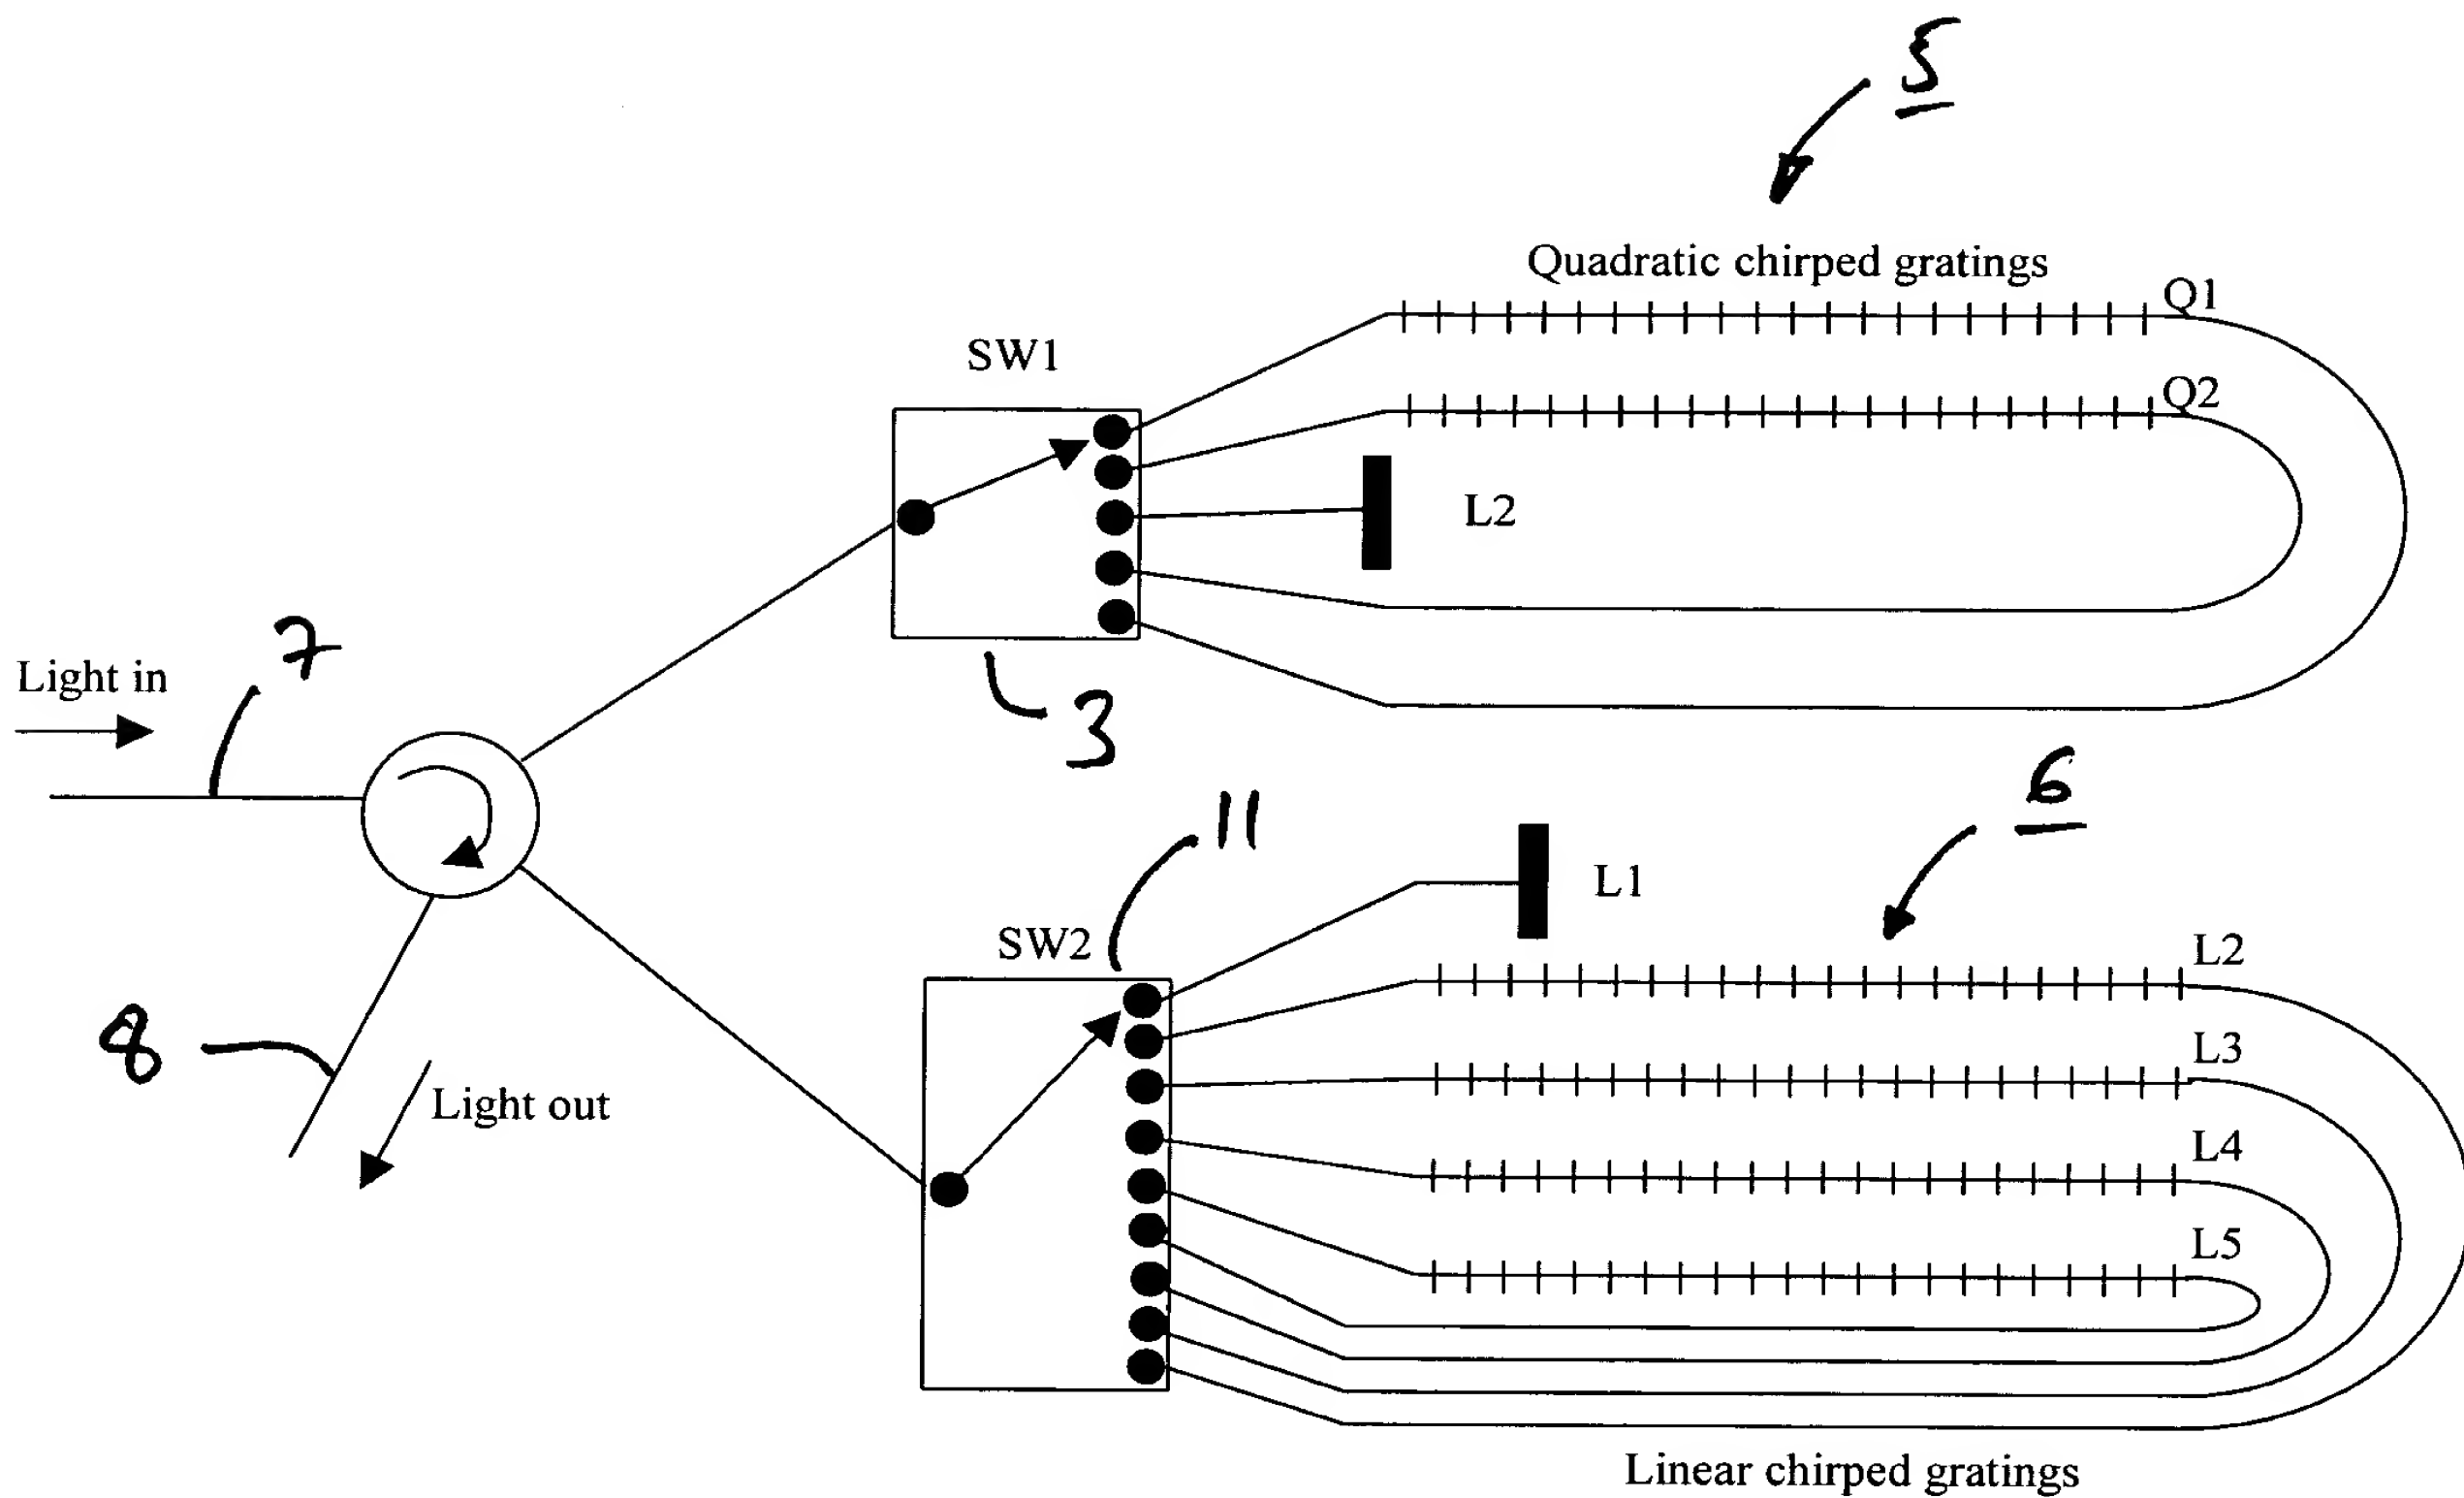 5
Quadratic chirped gratings
Q1
SW1
Q2
L2
7
Light in
3
6
11
L1
SW2
L2
L3
8
Light out
L4
L5
Linear chirped gratings